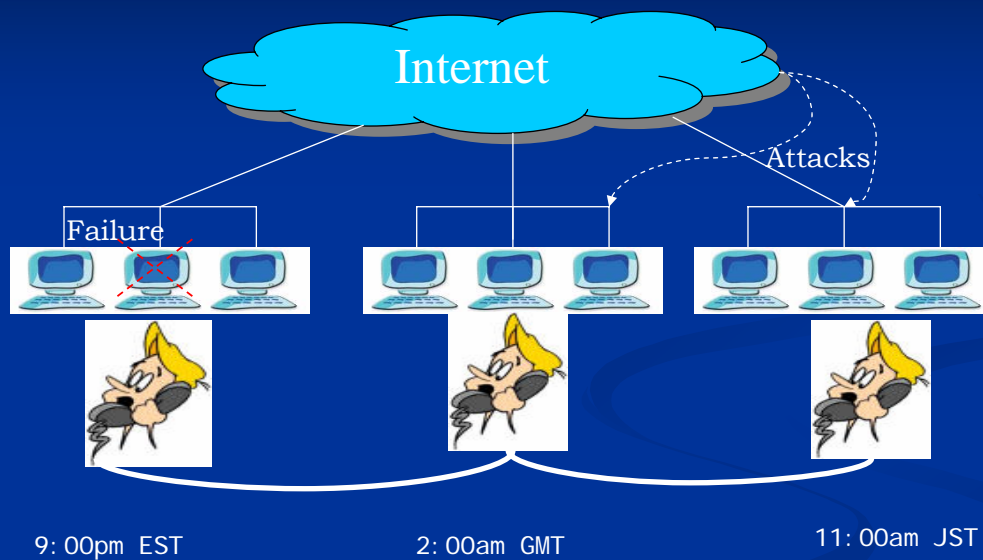 Internet
Attacks
Failure
9:00pm EST
2:00am GMT
11:00am JST